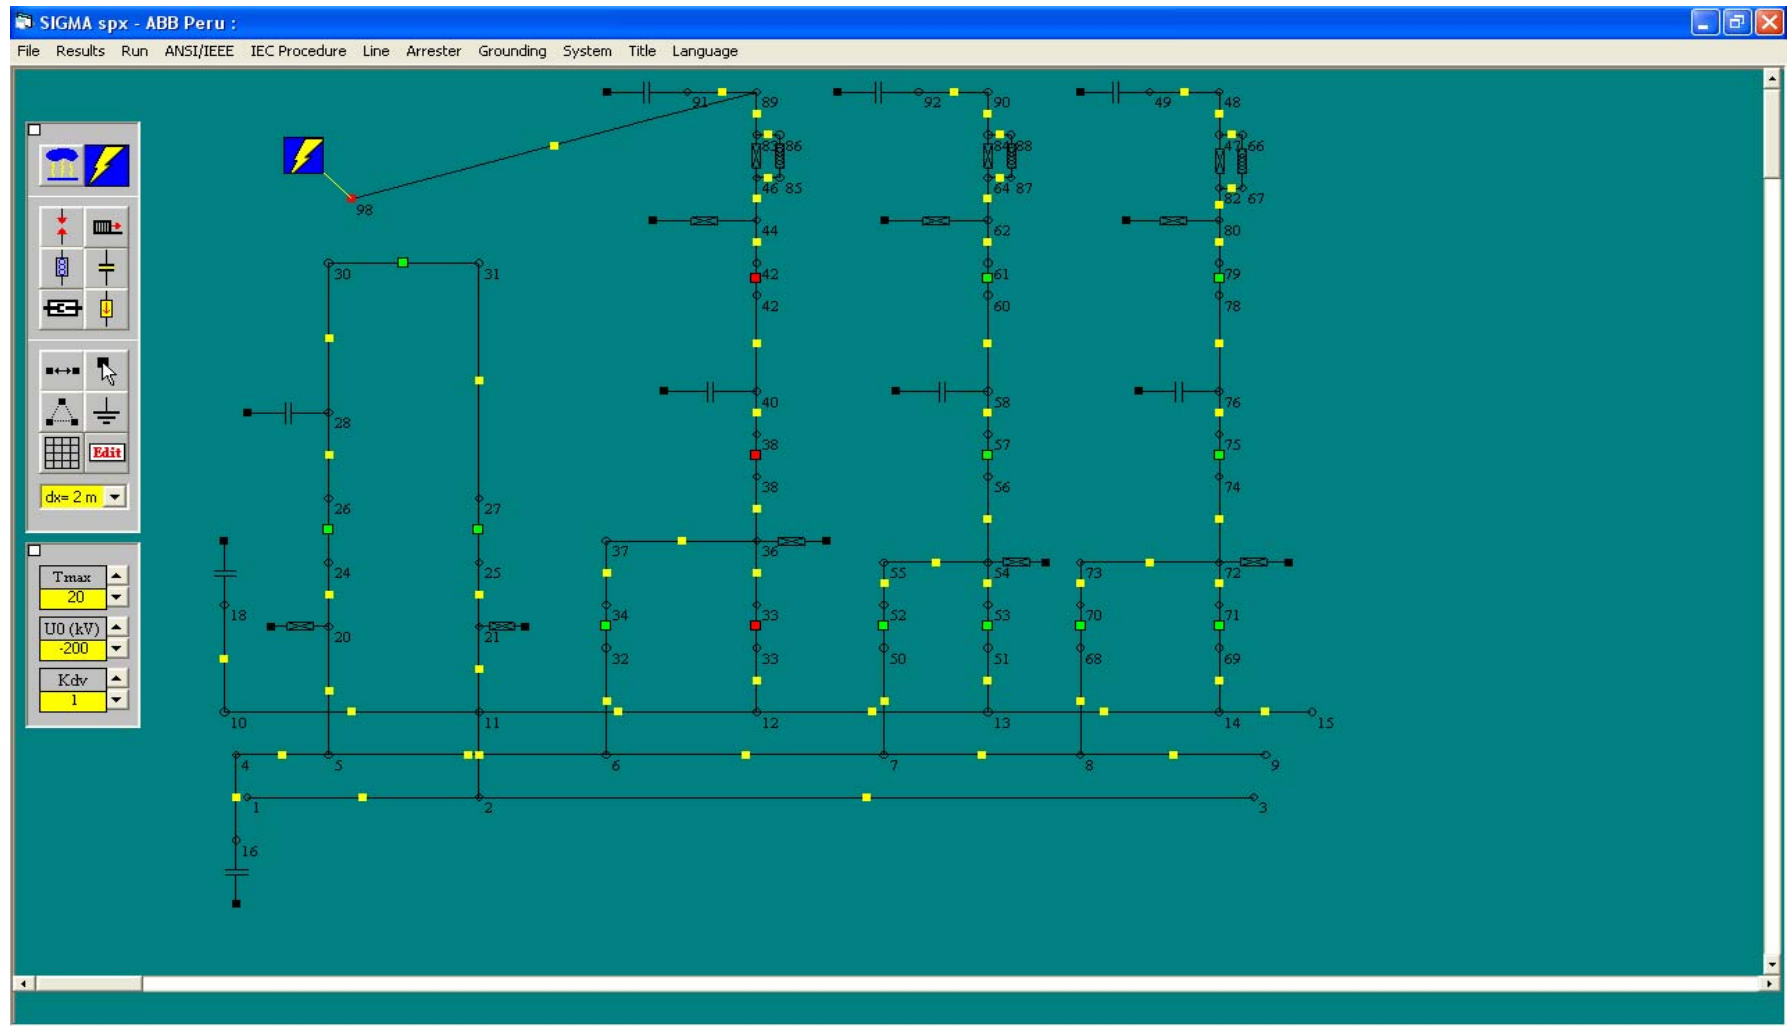 SIGMA spx - ABB Peru :
File Results Run ANSI/IEEE IEC Procedure Line Arrester Grounding System Title Language
91 89 92 90 49 48
83 86 84 88 47 66
46 85 64 87 82 67
98
44 62 80
30 31 42 61 79
42 60 78
40 58 76
28
38 57 75
Edit
38 56 74
dx= 2 m
26 27
37 36
24 25 55 54 73 72
Tmax
20
18 34 33 52 53 70 71
U0 (kV)
20 21
-200
32 33 50 51 68 69
Kdv
1
10 11 12 13 14 15
4 5 6 7 8 9
1 2 3
16